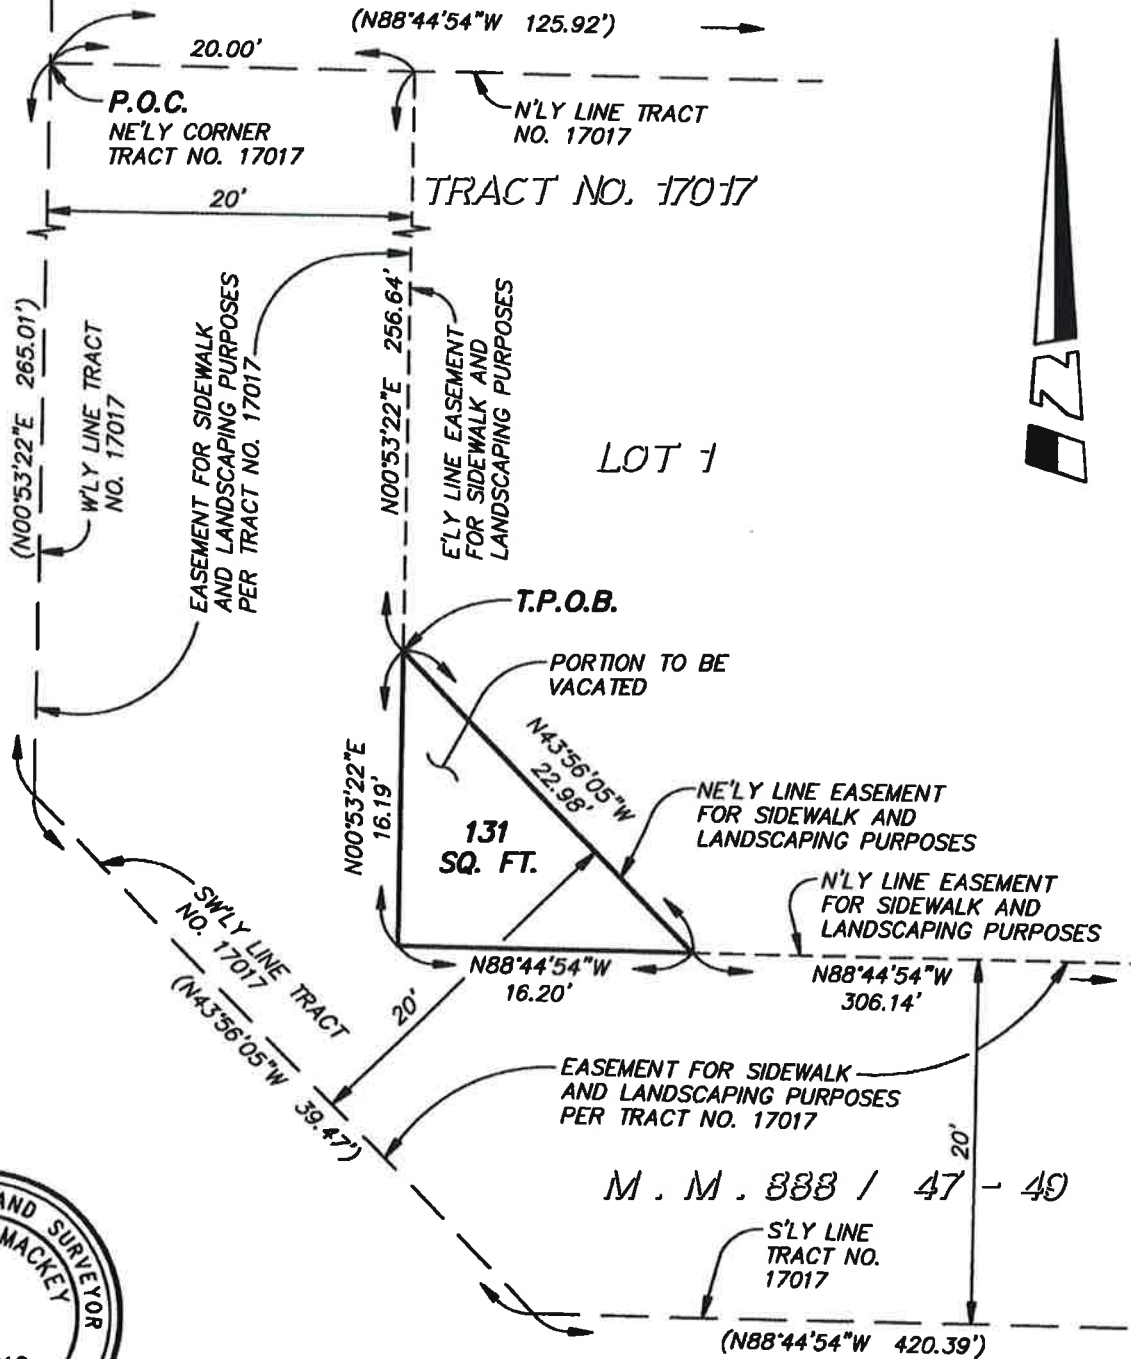 (N88°44'54"W 125.92')
20.00'
P.O.C.
NE'LY CORNER
TRACT NO. 17017
N'LY LINE TRACT
NO. 17017
20'
TRACT NO. 17017
(N00°53'22"E 265.01')
W'LY LINE TRACT
NO. 17017
EASEMENT FOR SIDEWALK
AND LANDSCAPING PURPOSES
PER TRACT NO. 17017
N00°53'22"E 256.64'
E'LY LINE EASEMENT
FOR SIDEWALK AND
LANDSCAPING PURPOSES
N
LOT 1
T.P.O.B.
PORTION TO BE
VACATED
N43°56'05"W
22.98'
N00°53'22"E
16.19'
131
SQ. FT.
NE'LY LINE EASEMENT
FOR SIDEWALK AND
LANDSCAPING PURPOSES
N'LY LINE EASEMENT
FOR SIDEWALK AND
LANDSCAPING PURPOSES
SW'LY LINE TRACT
NO. 17017
(N43°56'05"W 39.47')
N88°44'54"W
16.20'
20'
N88°44'54"W
306.14'
EASEMENT FOR SIDEWALK
AND LANDSCAPING PURPOSES
PER TRACT NO. 17017
20'
M. M. 888 / 47 - 49
S'LY LINE
TRACT NO.
17017
(N88°44'54"W 420.39')
AND SURVEYOR
MACKEY